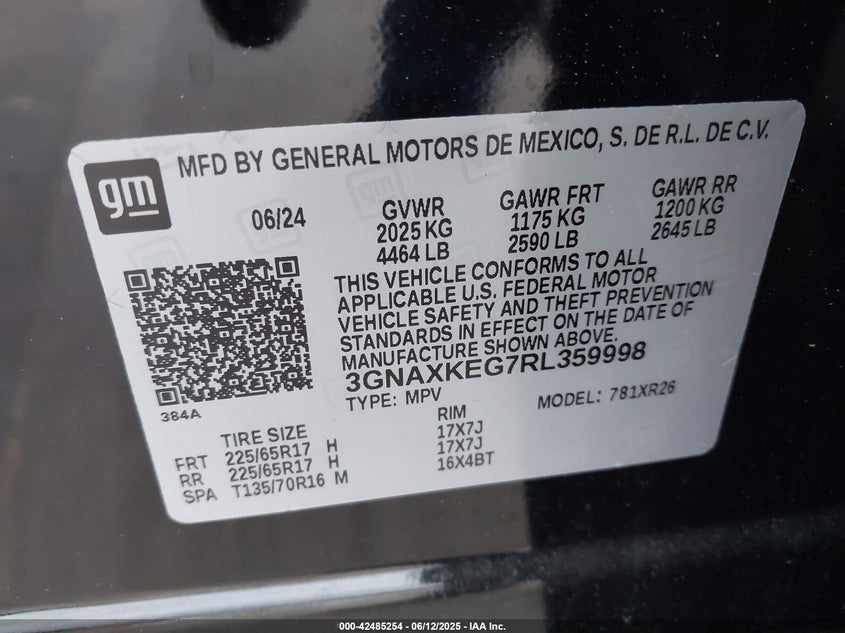 gm
MFD BY GENERAL MOTORS DE MEXICO, S. DE R.L. DE C.V.
06/24
GVWR
2025 KG
4464 LB
GAWR FRT
1175 KG
2590 LB
GAWR RR
1200 KG
2645 LB
THIS VEHICLE CONFORMS TO ALL
APPLICABLE U.S. FEDERAL MOTOR
VEHICLE SAFETY AND THEFT PREVENTION
STANDARDS IN EFFECT ON THE DATE OF
MANUFACTURE SHOWN ABOVE.
3GNAXKEG7RL359998
TYPE: MPV MODEL: 781XR26
384A
TIRE SIZE RIM
FRT 225/65R17 H 17X7J
RR 225/65R17 H 17X7J
SPA T135/70R16 M 16X4BT
000-42485254 - 06/12/2025 - IAA Inc.